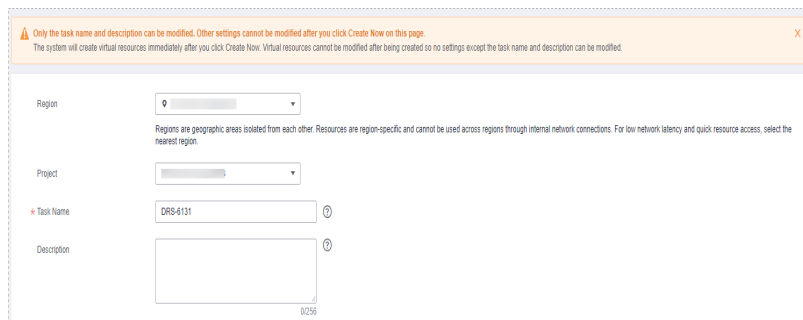 Only the task name and description can be modified. Other settings cannot be modified after you click Create Now on this page.
The system will create virtual resources immediately after you click Create Now. Virtual resources cannot be modified after being created so no settings except the task name and description can be modified.
Region
Regions are geographic areas isolated from each other. Resources are region-specific and cannot be used across regions through internal network connections. For low network latency and quick resource access, select the
nearest region.
Project
* Task Name
DRS-6131
Description
0/256